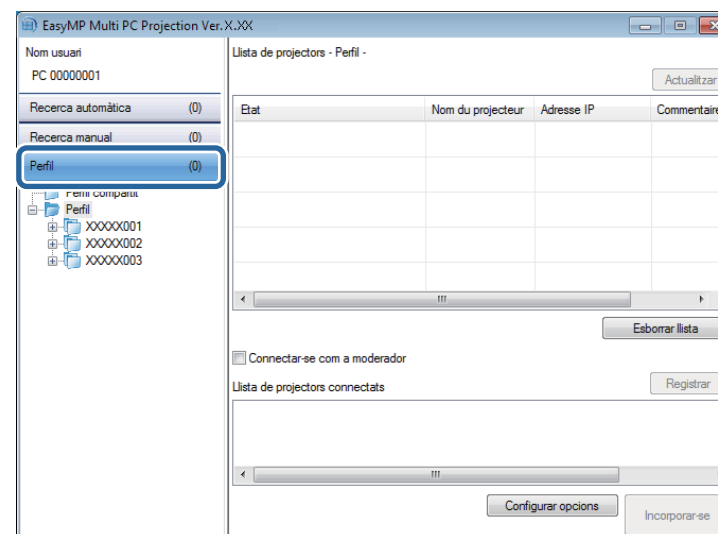 EasyMP Multi PC Projection Ver.X.XX
Nom usuari
PC 00000001
Recerca automàtica (0)
Recerca manual (0)
Perfil (0)
Perfil compartit
Perfil
XXXXX001
XXXXX002
XXXXX003
Llista de projectors - Perfil -
Actualitzar
Etat Nom du projecteur Adresse IP Commentaire
Esborrar llista
Connectar-se com a moderador
Llista de projectors connectats
Registrar
Configurar opcions
Incorporar-se